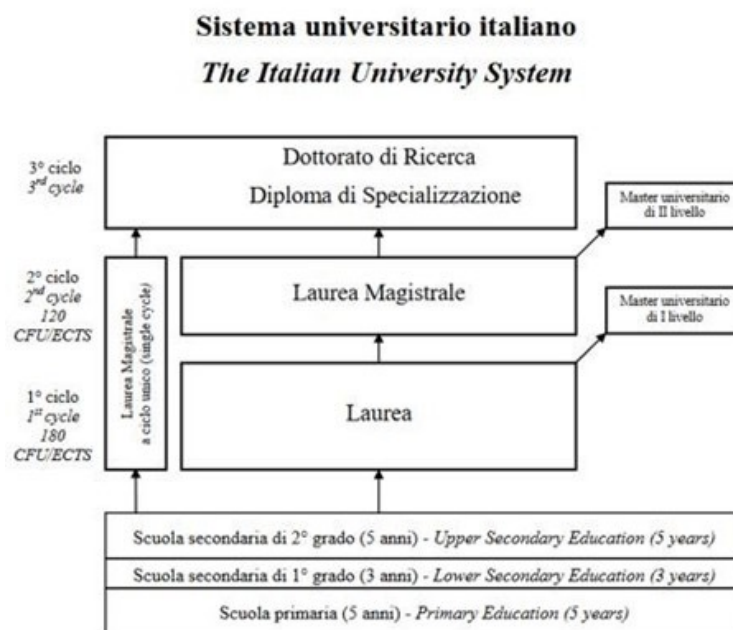 Sistema universitario italiano
The Italian University System
3° ciclo
3rd cycle
Dottorato di Ricerca
Diploma di Specializzazione
Master universitario
di II livello
2° ciclo
2nd cycle
120
CFU/ECTS
Laurea Magistrale
a ciclo unico (single cycle)
Laurea Magistrale
Master universitario
di I livello
1° ciclo
1st cycle
180
CFU/ECTS
Laurea
Scuola secondaria di 2° grado (5 anni) - Upper Secondary Education (5 years)
Scuola secondaria di 1° grado (3 anni) - Lower Secondary Education (3 years)
Scuola primaria (5 anni) - Primary Education (5 years)